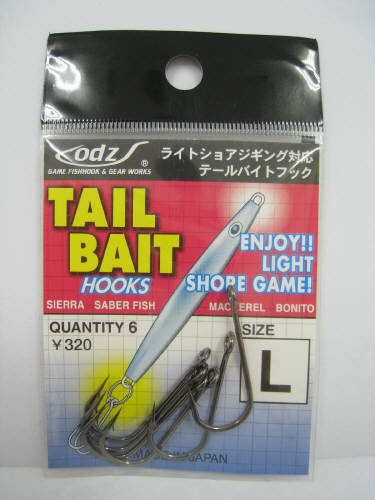 odz ®
GAME FISHHOOK & GEAR WORKS
ライトショアジギング対応
テールバイトフック
TAIL
BAIT
HOOKS
ENJOY!!
LIGHT
SHORE GAME!
SIERRA SABER FISH MACKEREL BONITO
QUANTITY 6
¥320
SIZE
L
MADE IN JAPAN